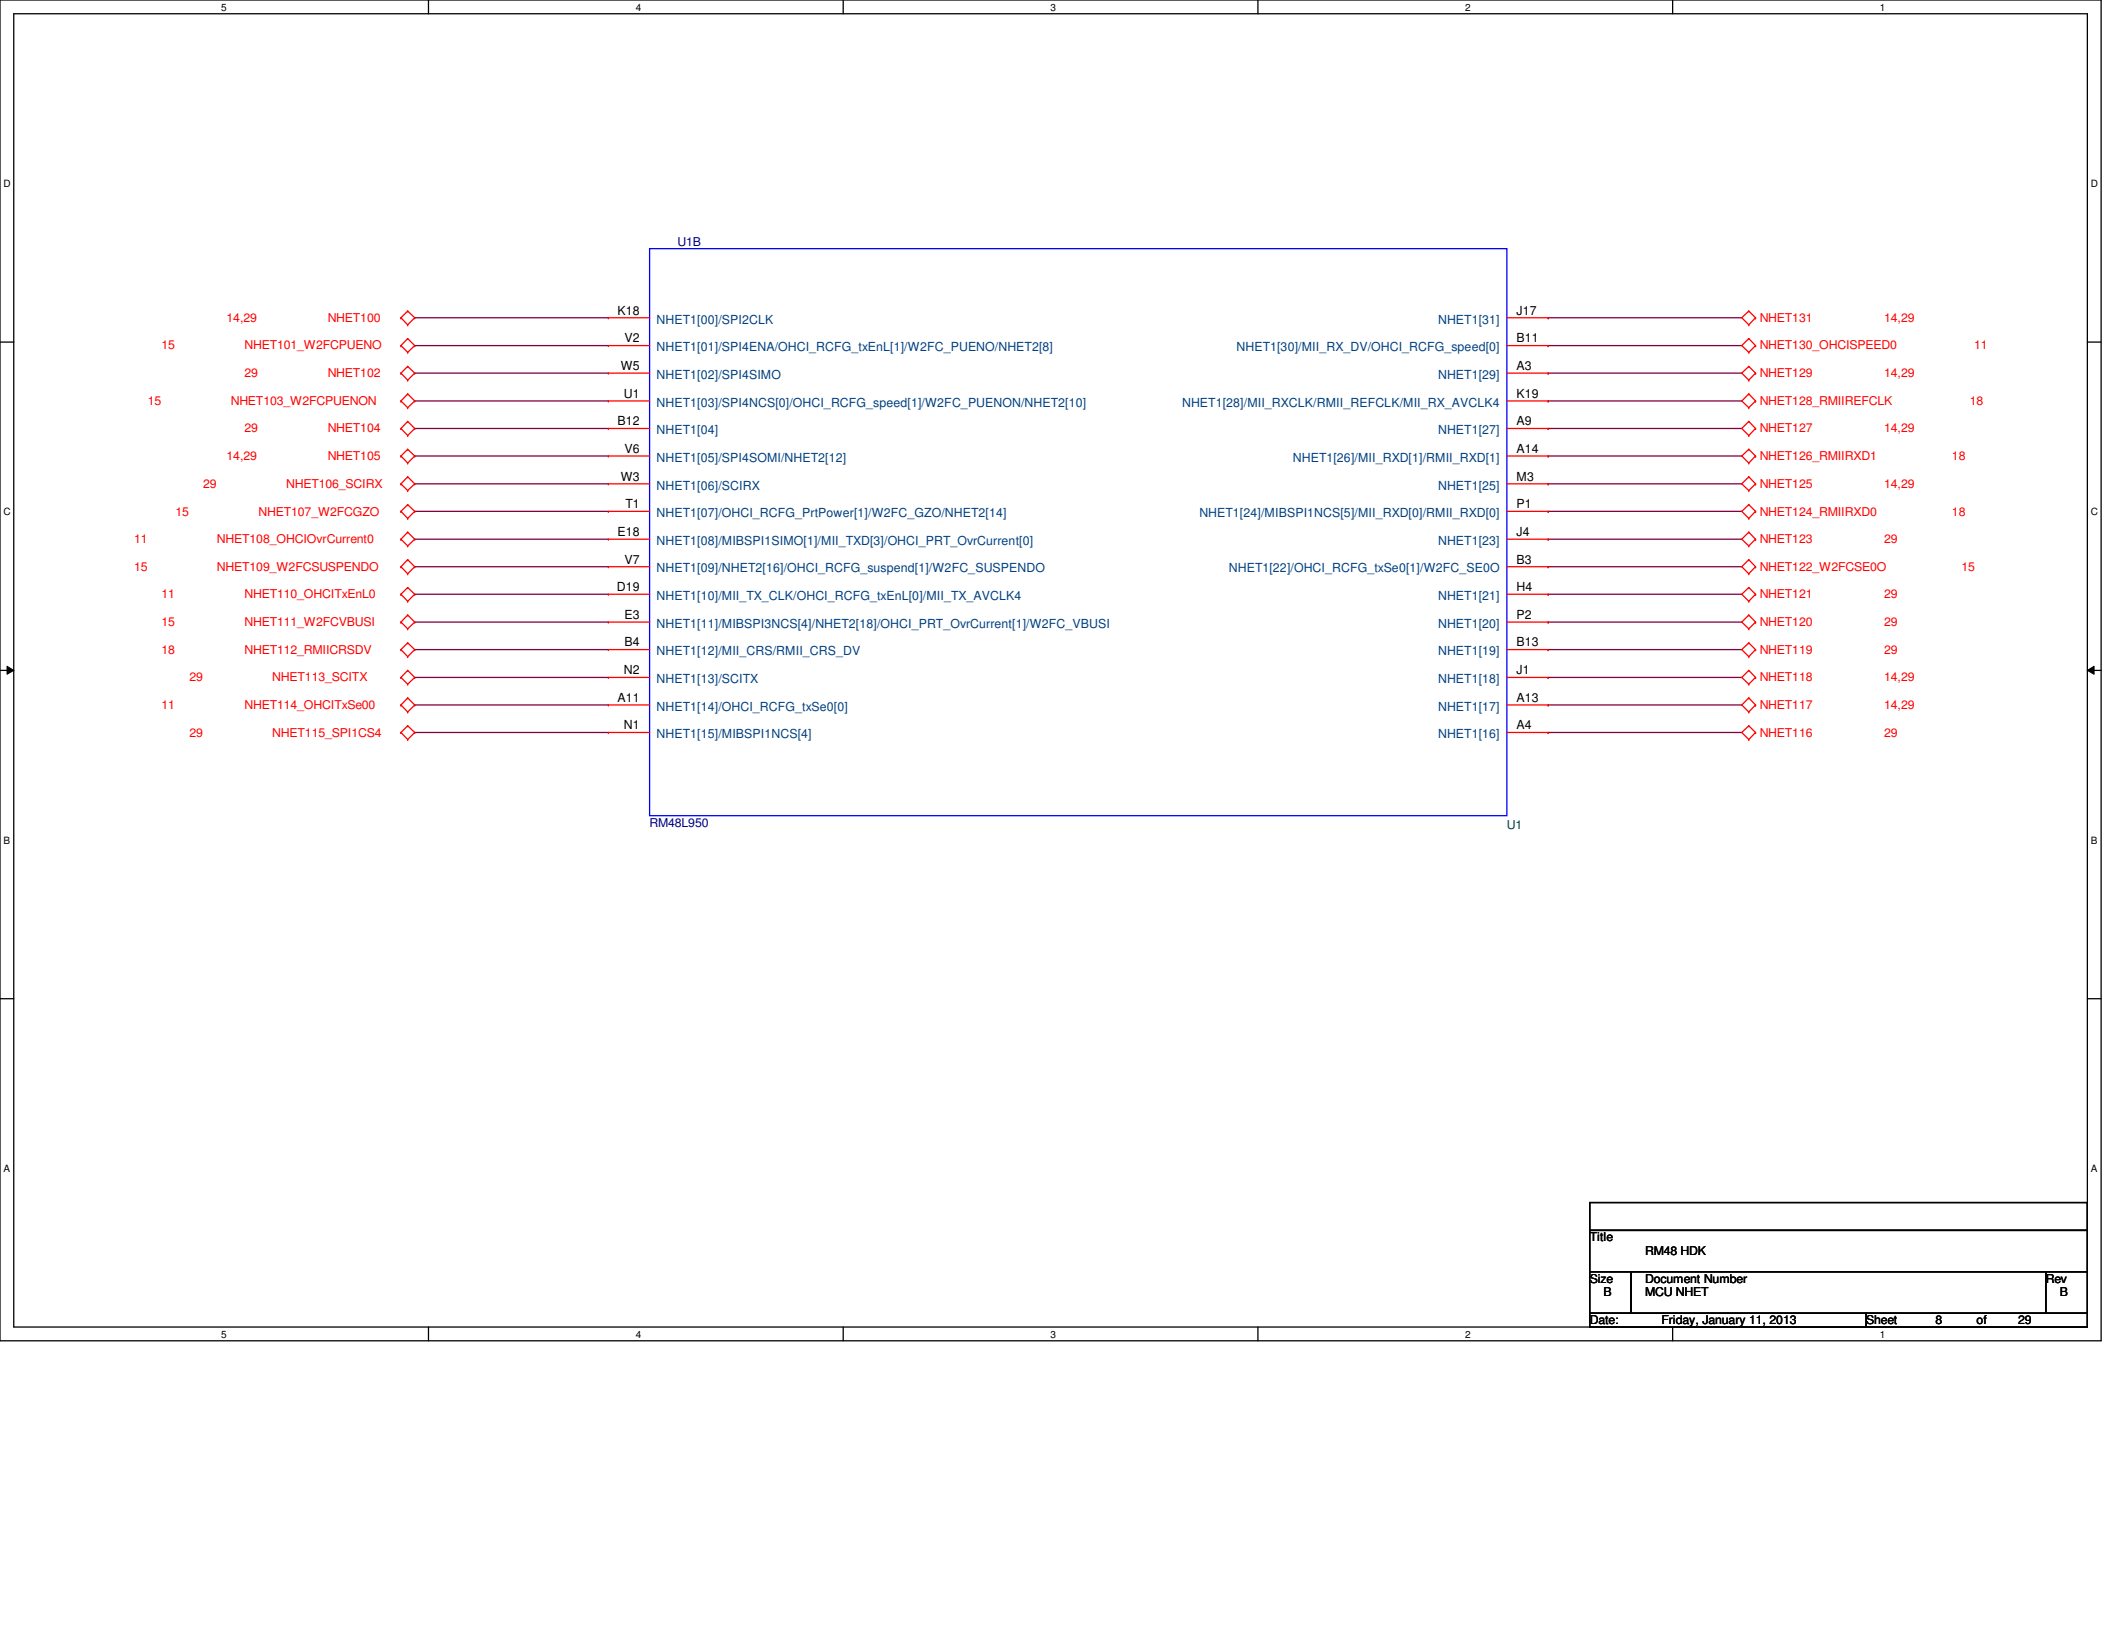 5 4 3 2 1
D D
U1B
14,29 NHET100 K18 NHET1[00]/SPI2CLK NHET1[31] J17 NHET131 14,29
15 NHET101_W2FCPUENO V2 NHET1[01]/SPI4ENA/OHCI_RCFG_txEnL[1]/W2FC_PUENO/NHET2[8] NHET1[30]/MII_RX_DV/OHCI_RCFG_speed[0] B11 NHET130_OHCISPEED0 11
29 NHET102 W5 NHET1[02]/SPI4SIMO NHET1[29] A3 NHET129 14,29
15 NHET103_W2FCPUENON U1 NHET1[03]/SPI4NCS[0]/OHCI_RCFG_speed[1]/W2FC_PUENON/NHET2[10] NHET1[28]/MII_RXCLK/RMII_REFCLK/MII_RX_AVCLK4 K19 NHET128_RMIIREFCLK 18
29 NHET104 B12 NHET1[04] NHET1[27] A9 NHET127 14,29
14,29 NHET105 V6 NHET1[05]/SPI4SOMI/NHET2[12] NHET1[26]/MII_RXD[1]/RMII_RXD[1] A14 NHET126_RMIIRXD1 18
29 NHET106_SCIRX W3 NHET1[06]/SCIRX NHET1[25] M3 NHET125 14,29
C 15 NHET107_W2FCGZO T1 NHET1[07]/OHCI_RCFG_PrtPower[1]/W2FC_GZO/NHET2[14] NHET1[24]/MIBSPI1NCS[5]/MII_RXD[0]/RMII_RXD[0] P1 NHET124_RMIIRXD0 18 C
11 NHET108_OHCIOvrCurrent0 E18 NHET1[08]/MIBSPI1SIMO[1]/MII_TXD[3]/OHCI_PRT_OvrCurrent[0] NHET1[23] J4 NHET123 29
15 NHET109_W2FCSUSPENDO V7 NHET1[09]/NHET2[16]/OHCI_RCFG_suspend[1]/W2FC_SUSPENDO NHET1[22]/OHCI_RCFG_txSe0[1]/W2FC_SE0O B3 NHET122_W2FCSE0O 15
11 NHET110_OHCITxEnL0 D19 NHET1[10]/MII_TX_CLK/OHCI_RCFG_txEnL[0]/MII_TX_AVCLK4 NHET1[21] H4 NHET121 29
15 NHET111_W2FCVBUSI E3 NHET1[11]/MIBSPI3NCS[4]/NHET2[18]/OHCI_PRT_OvrCurrent[1]/W2FC_VBUSI NHET1[20] P2 NHET120 29
18 NHET112_RMIICRSDV B4 NHET1[12]/MII_CRS/RMII_CRS_DV NHET1[19] B13 NHET119 29
29 NHET113_SCITX N2 NHET1[13]/SCITX NHET1[18] J1 NHET118 14,29
11 NHET114_OHCITxSe00 A11 NHET1[14]/OHCI_RCFG_txSe0[0] NHET1[17] A13 NHET117 14,29
29 NHET115_SPI1CS4 N1 NHET1[15]/MIBSPI1NCS[4] NHET1[16] A4 NHET116 29
RM48L950 U1
B B
A A
Title
RM48 HDK
Size Document Number Rev
B MCU NHET B
Date: Friday, January 11, 2013 Sheet 8 of 29
5 4 3 2 1